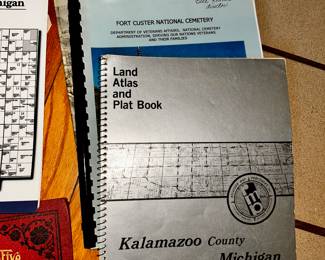 higan
FORT CUSTER NATIONAL CEMETERY
DEPARTMENT OF VETERANS AFFAIRS, NATIONAL CEMETERY
ADMINISTRATION, SERVING OUR NATIONS VETERANS
AND THEIR FAMILIES
Land
Atlas
and
Plat Book
Kalamazoo County
Michigan
Five